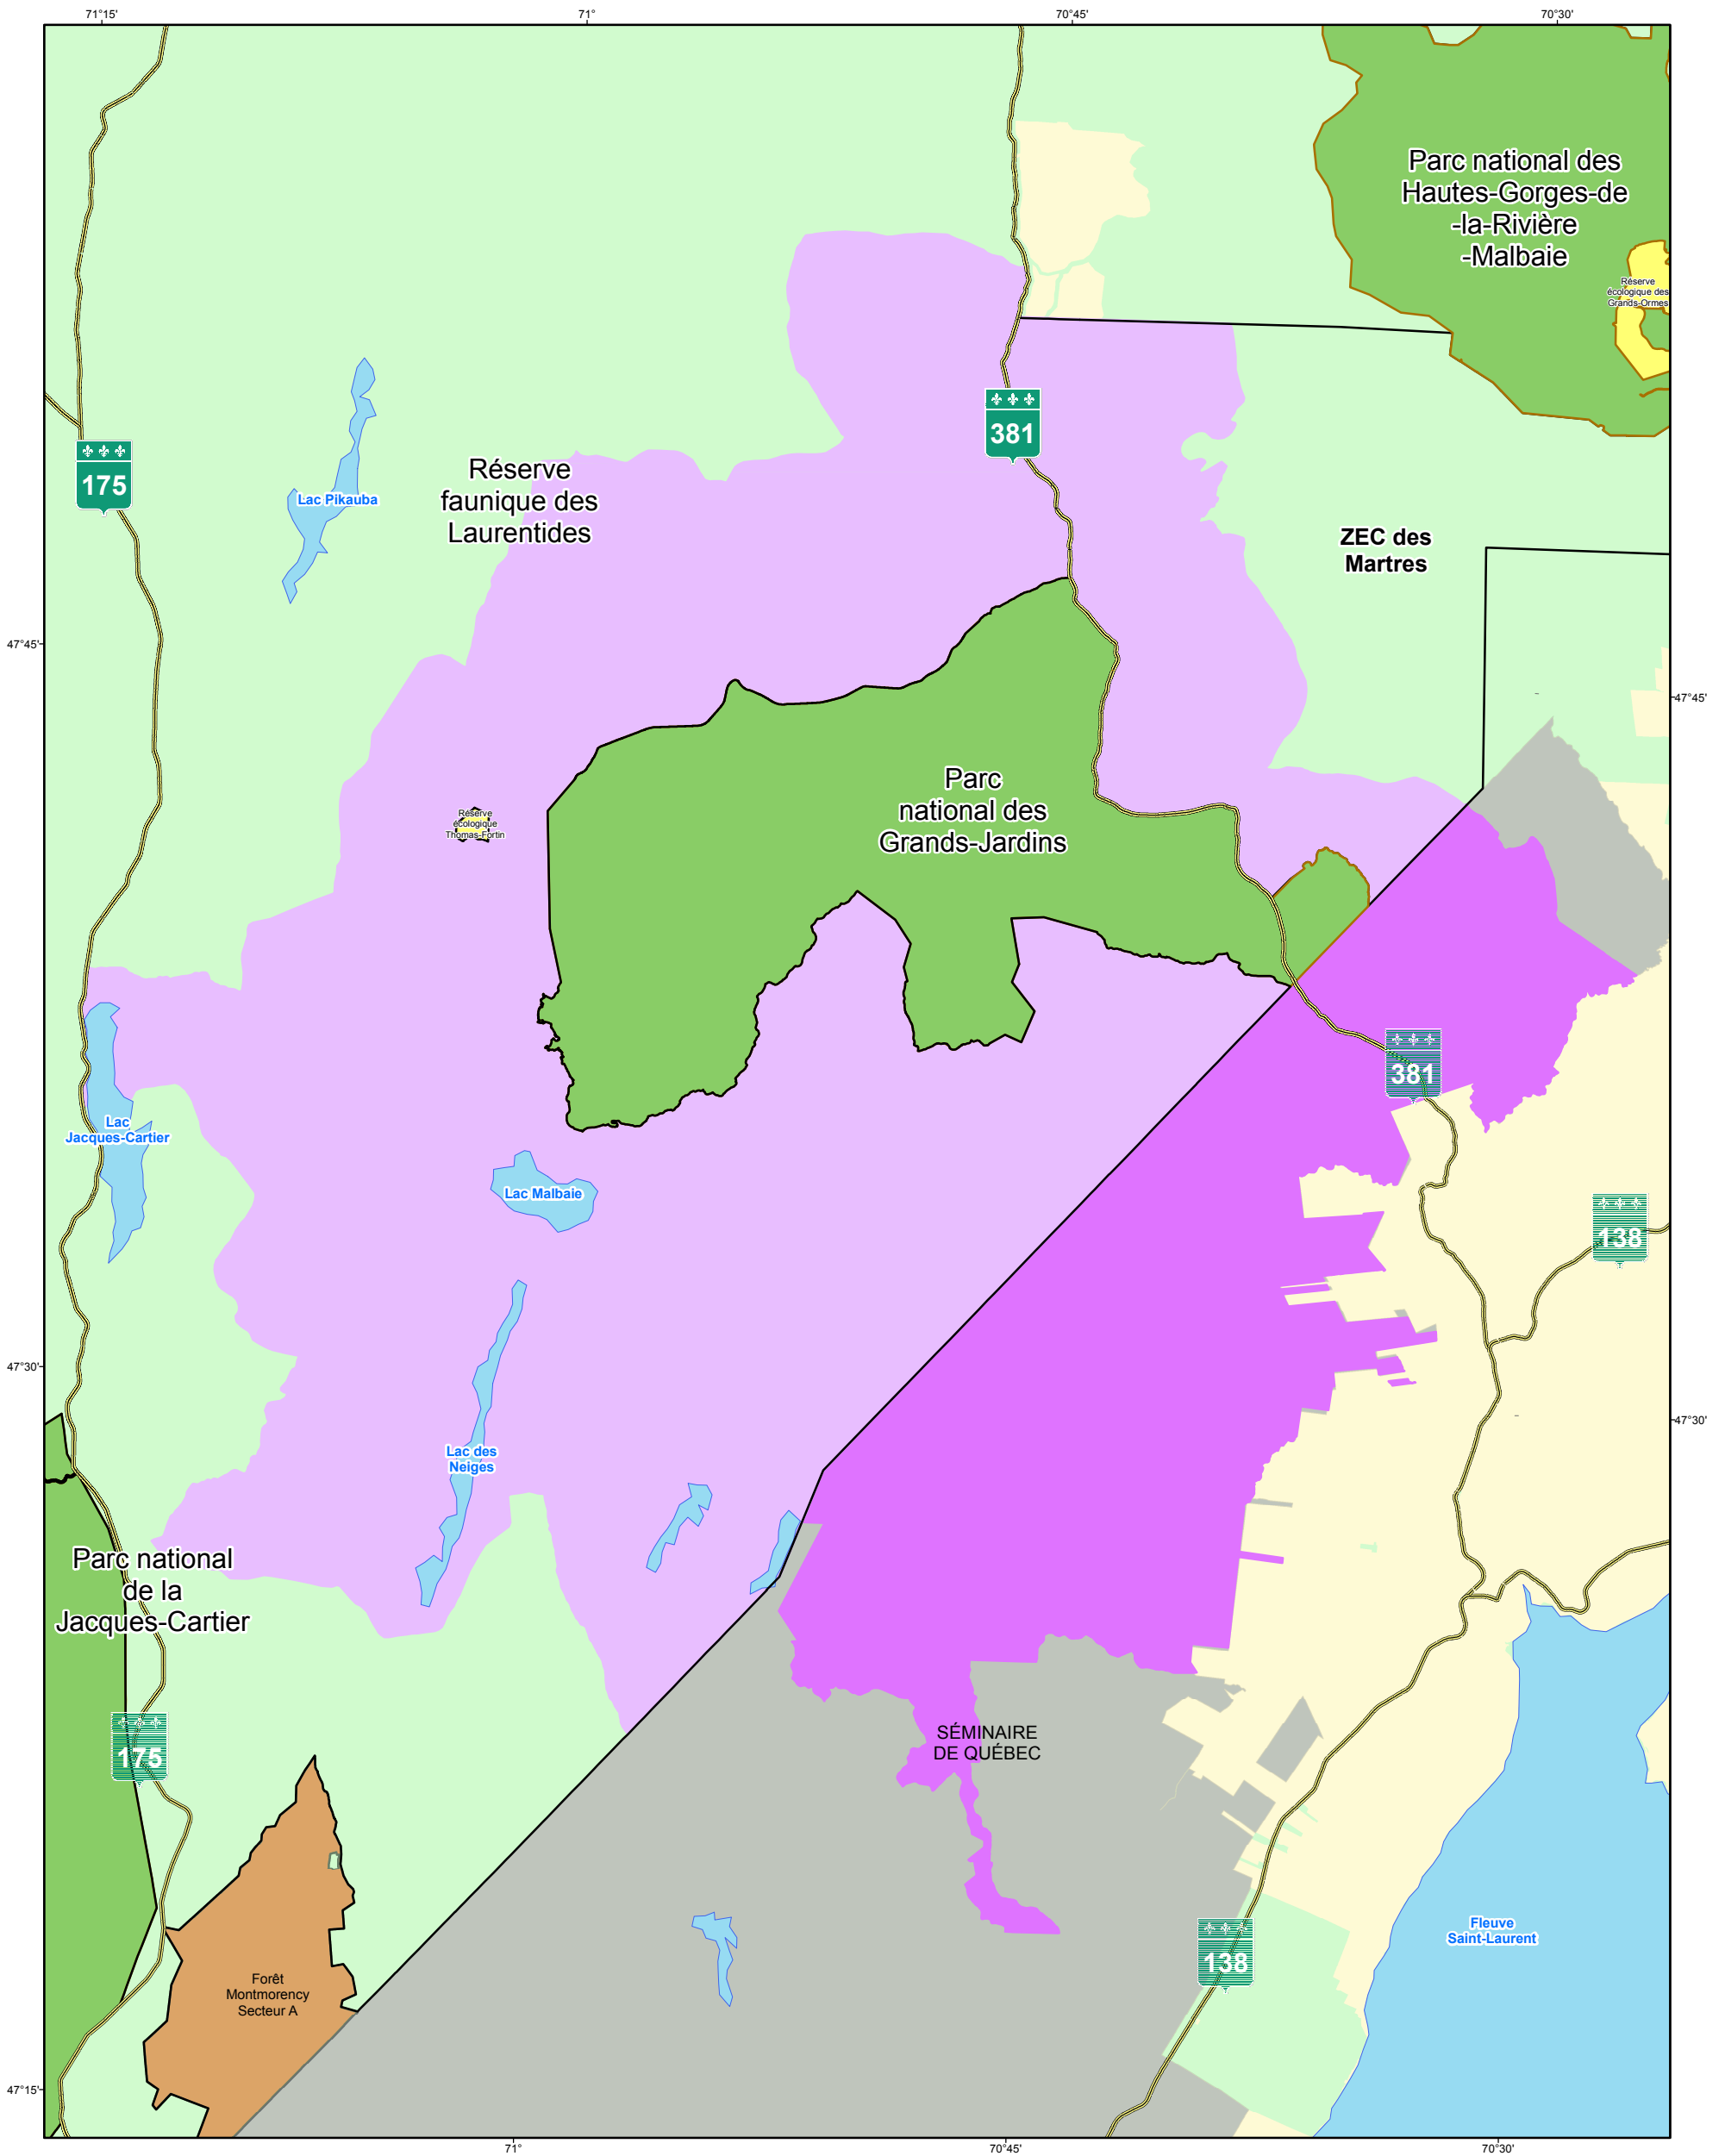 71°15'
71°
70°45'
70°30'
Parc national des
Hautes-Gorges-de
-la-Rivière
-Malbaie
Réserve
écologique des
Grands-Ormes
381
175
Réserve
faunique des
Laurentides
Lac Pikauba
ZEC des
Martres
47°45'
47°45'
Parc
national des
Grands-Jardins
Réserve
écologique
Thomas-Fortin
381
Lac
Jacques-Cartier
Lac Malbaie
138
47°30'
47°30'
Lac des
Neiges
Parc national
de la
Jacques-Cartier
175
SÉMINAIRE
DE QUÉBEC
Fleuve
Saint-Laurent
138
Forêt
Montmorency
Secteur A
47°15'
71°
70°45'
70°30'